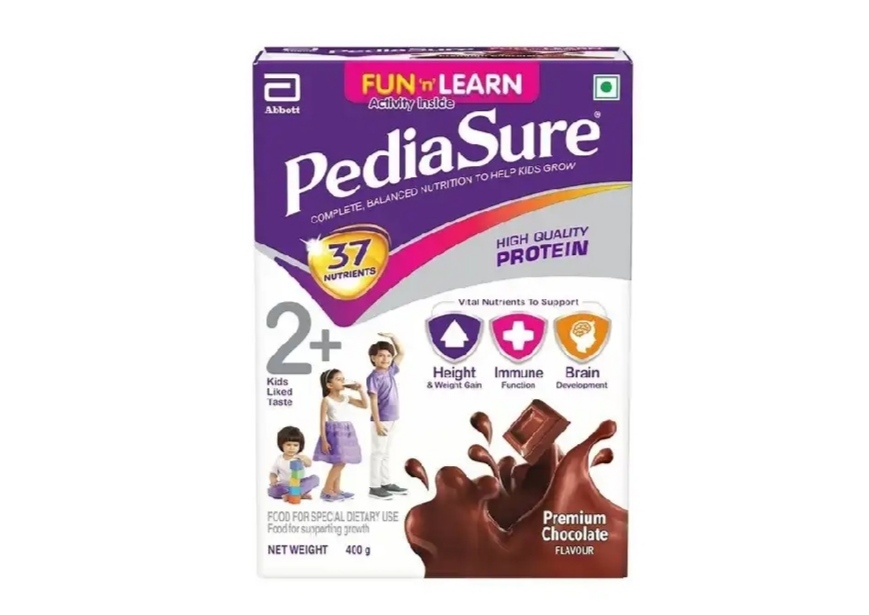 FUN 'n' LEARN
Activity Inside
Abbott
PediaSure®
COMPLETE, BALANCED NUTRITION TO HELP KIDS GROW
37
NUTRIENTS
HIGH QUALITY
PROTEIN
Vital Nutrients To Support
Height
& Weight Gain
Immune
Function
Brain
Development
2+
Kids
Liked
Taste
FOOD FOR SPECIAL DIETARY USE
Food for supporting growth
NET WEIGHT 400 g
Premium
Chocolate
FLAVOUR